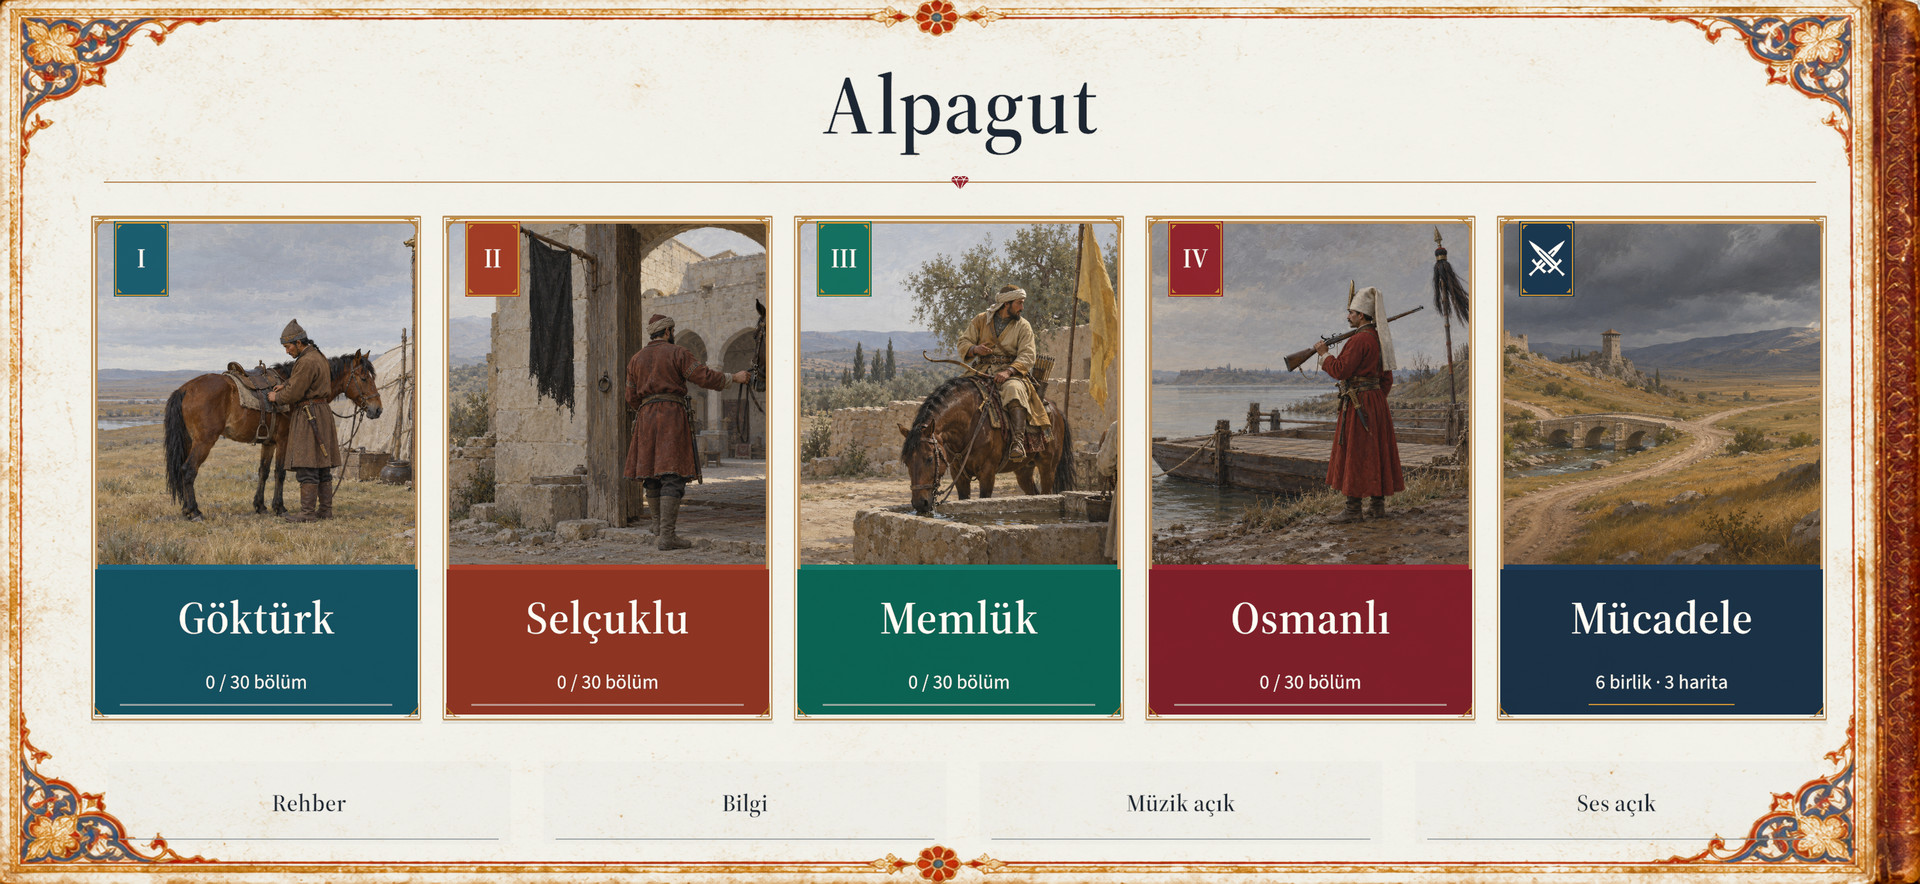 Alpagut
I
II
III
IV
Göktürk
0 / 30 bölüm
Selçuklu
0 / 30 bölüm
Memlük
0 / 30 bölüm
Osmanlı
0 / 30 bölüm
Mücadele
6 birlik · 3 harita
Rehber
Bilgi
Müzik açık
Ses açık